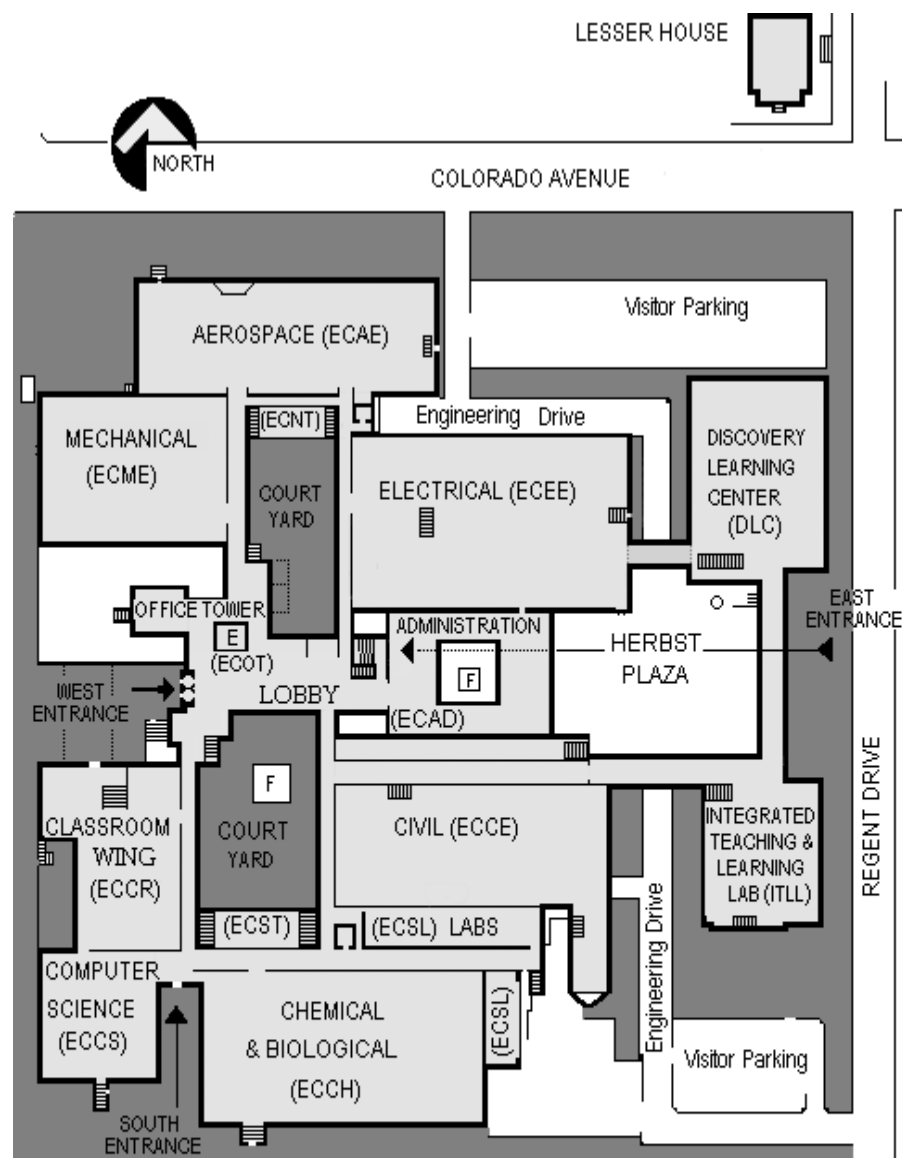 LESSER HOUSE
NORTH
COLORADO AVENUE
Visitor Parking
AEROSPACE (ECAE)
(ECNT)
Engineering Drive
MECHANICAL
(ECME)
COURT
YARD
ELECTRICAL (ECEE)
DISCOVERY
LEARNING
CENTER
(DLC)
OFFICE TOWER
E
(ECOT)
ADMINISTRATION
F
(ECAD)
HERBST
PLAZA
EAST
ENTRANCE
WEST
ENTRANCE
LOBBY
F
COURT
YARD
CLASSROOM
WING
(ECCR)
CIVIL (ECCE)
INTEGRATED
TEACHING &
LEARNING
LAB (ITLL)
REGENT DRIVE
(ECST)
(ECSL) LABS
Engineering Drive
COMPUTER
SCIENCE
(ECCS)
CHEMICAL
& BIOLOGICAL
(ECCH)
(ECSL)
Visitor Parking
SOUTH
ENTRANCE